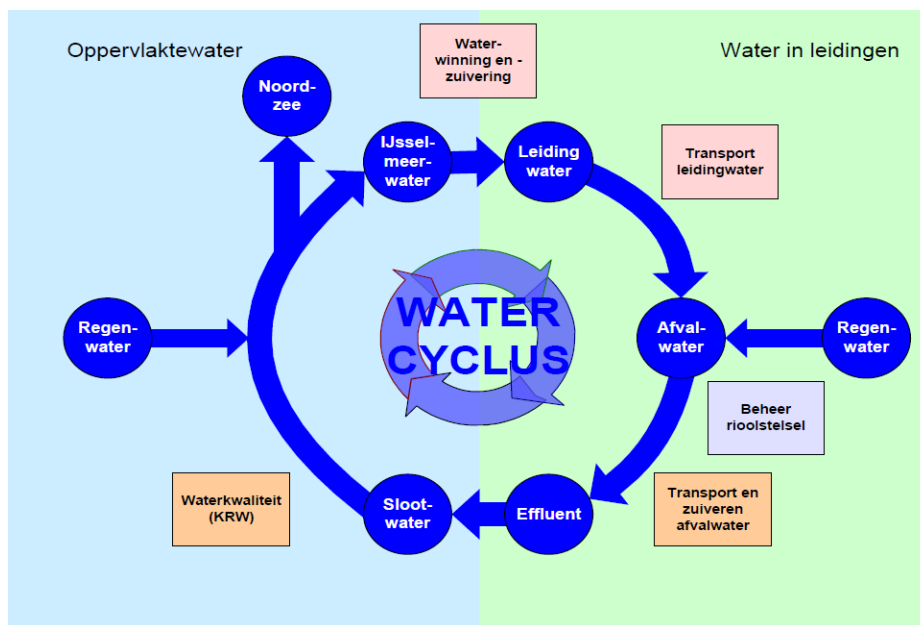 Oppervlaktewater
Water-
winning en -
zuivering
Water in leidingen
Noord-
zee
IJssel-
meer-
water
Leiding
water
Transport
leidingwater
WATER
CYCLUS
Regen-
water
Afval-
water
Regen-
water
Beheer
rioolstelsel
Waterkwaliteit
(KRW)
Sloot-
water
Effluent
Transport en
zuiveren
afvalwater